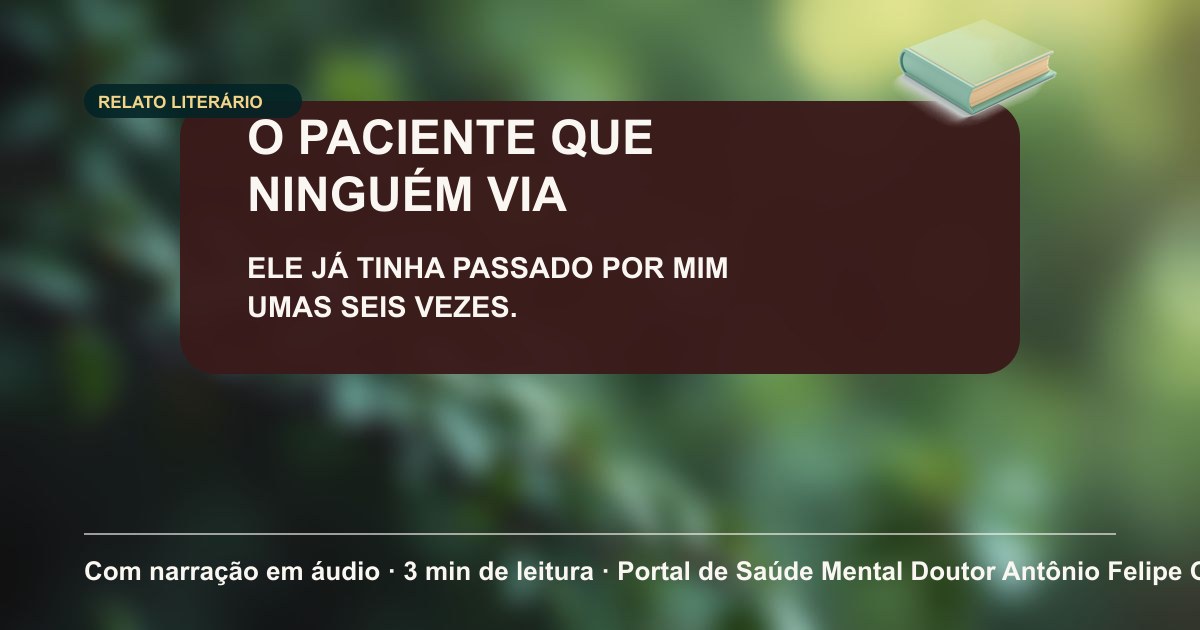 RELATO LITERÁRIO
O PACIENTE QUE
NINGUÉM VIA
ELE JÁ TINHA PASSADO POR MIM
UMAS SEIS VEZES.
Com narração em áudio · 3 min de leitura · Portal de Saúde Mental Doutor Antônio Felipe